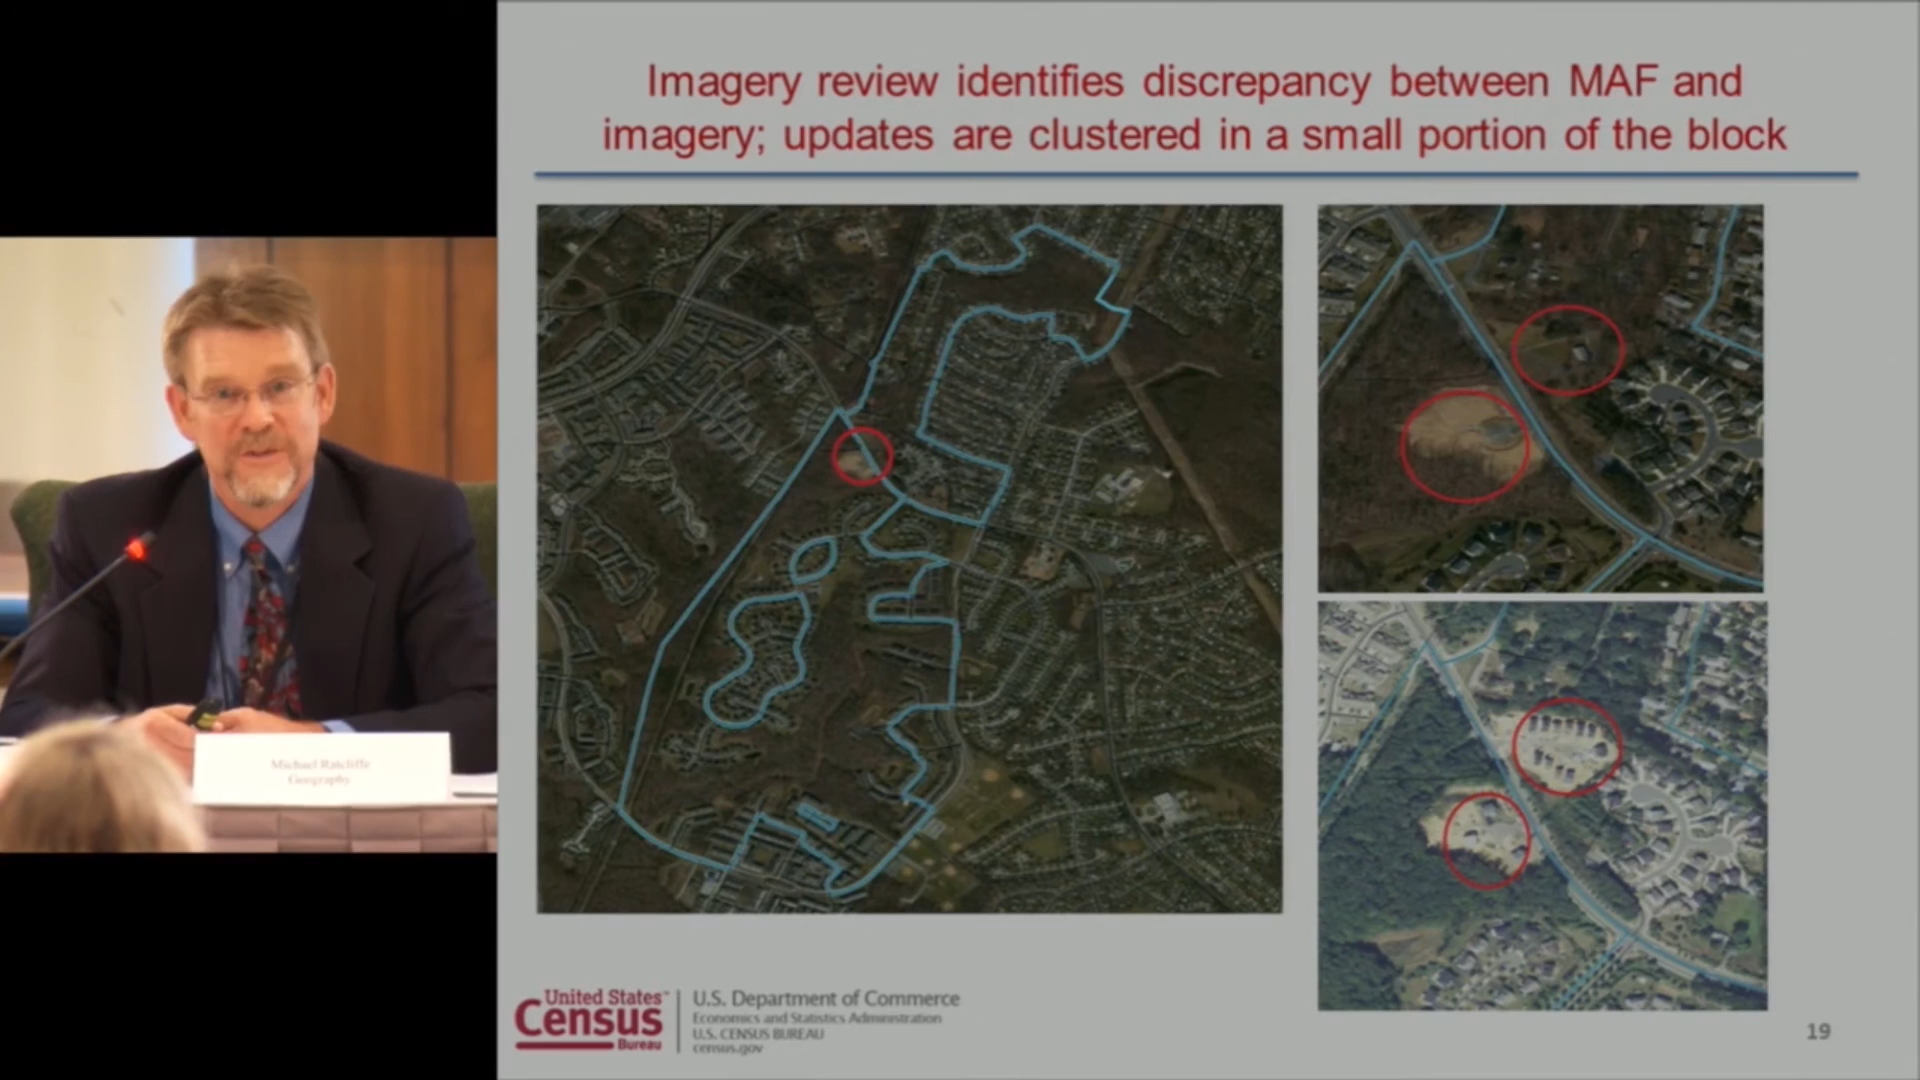 Imagery review identifies discrepancy between MAF and
imagery; updates are clustered in a small portion of the block
Michael Ratcliffe
Geography
United States™
Census
Bureau
U.S. Department of Commerce
Economics and Statistics Administration
U.S. CENSUS BUREAU
census.gov
19